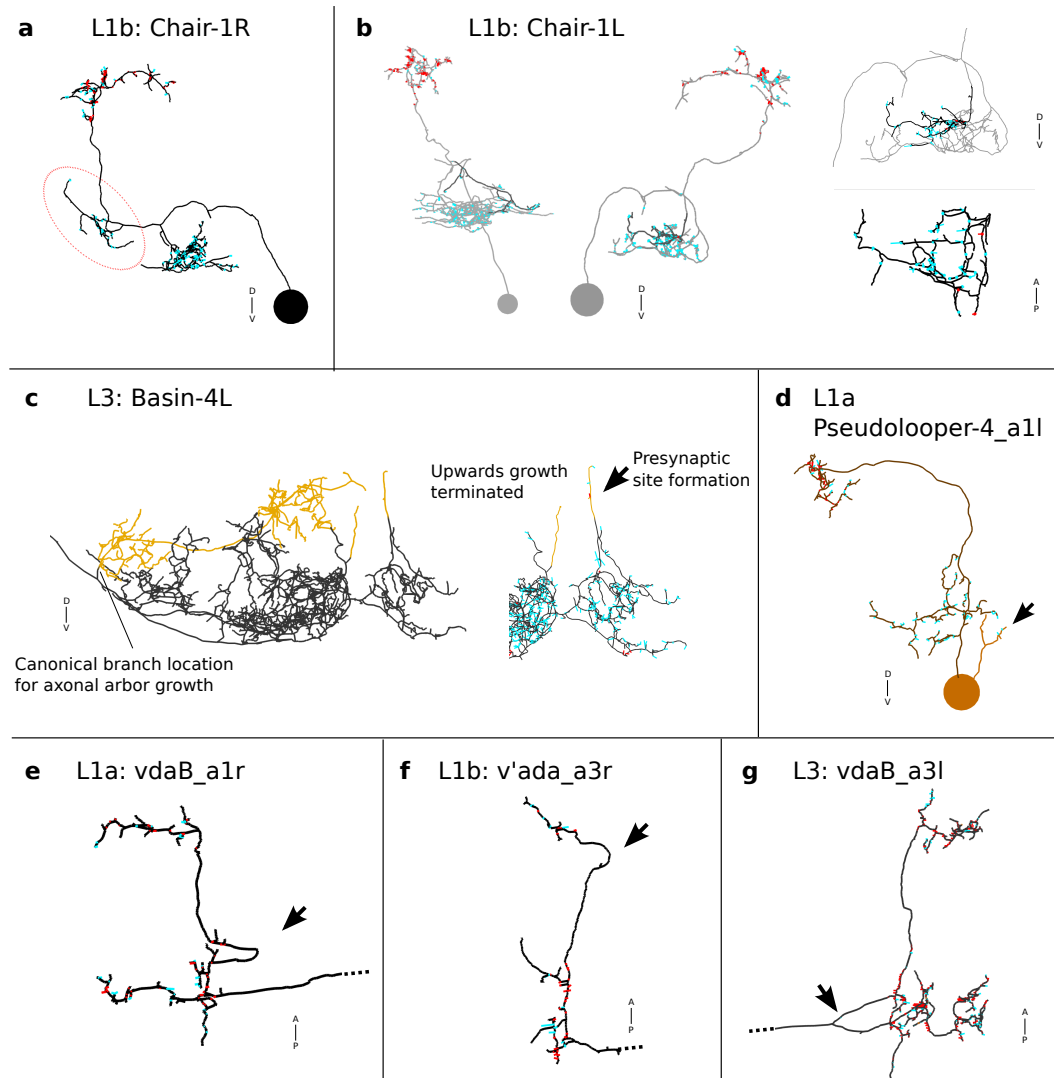 a L1b: Chair-1R
D
V
b L1b: Chair-1L
D
V
D
V
A
P
c L3: Basin-4L
Upwards growth
terminated
Presynaptic
site formation
D
V
Canonical branch location
for axonal arbor growth
d L1a
Pseudolooper-4_a1l
D
V
e L1a: vdaB_a1r
A
P
f L1b: v'ada_a3r
A
P
g L3: vdaB_a3l
A
P